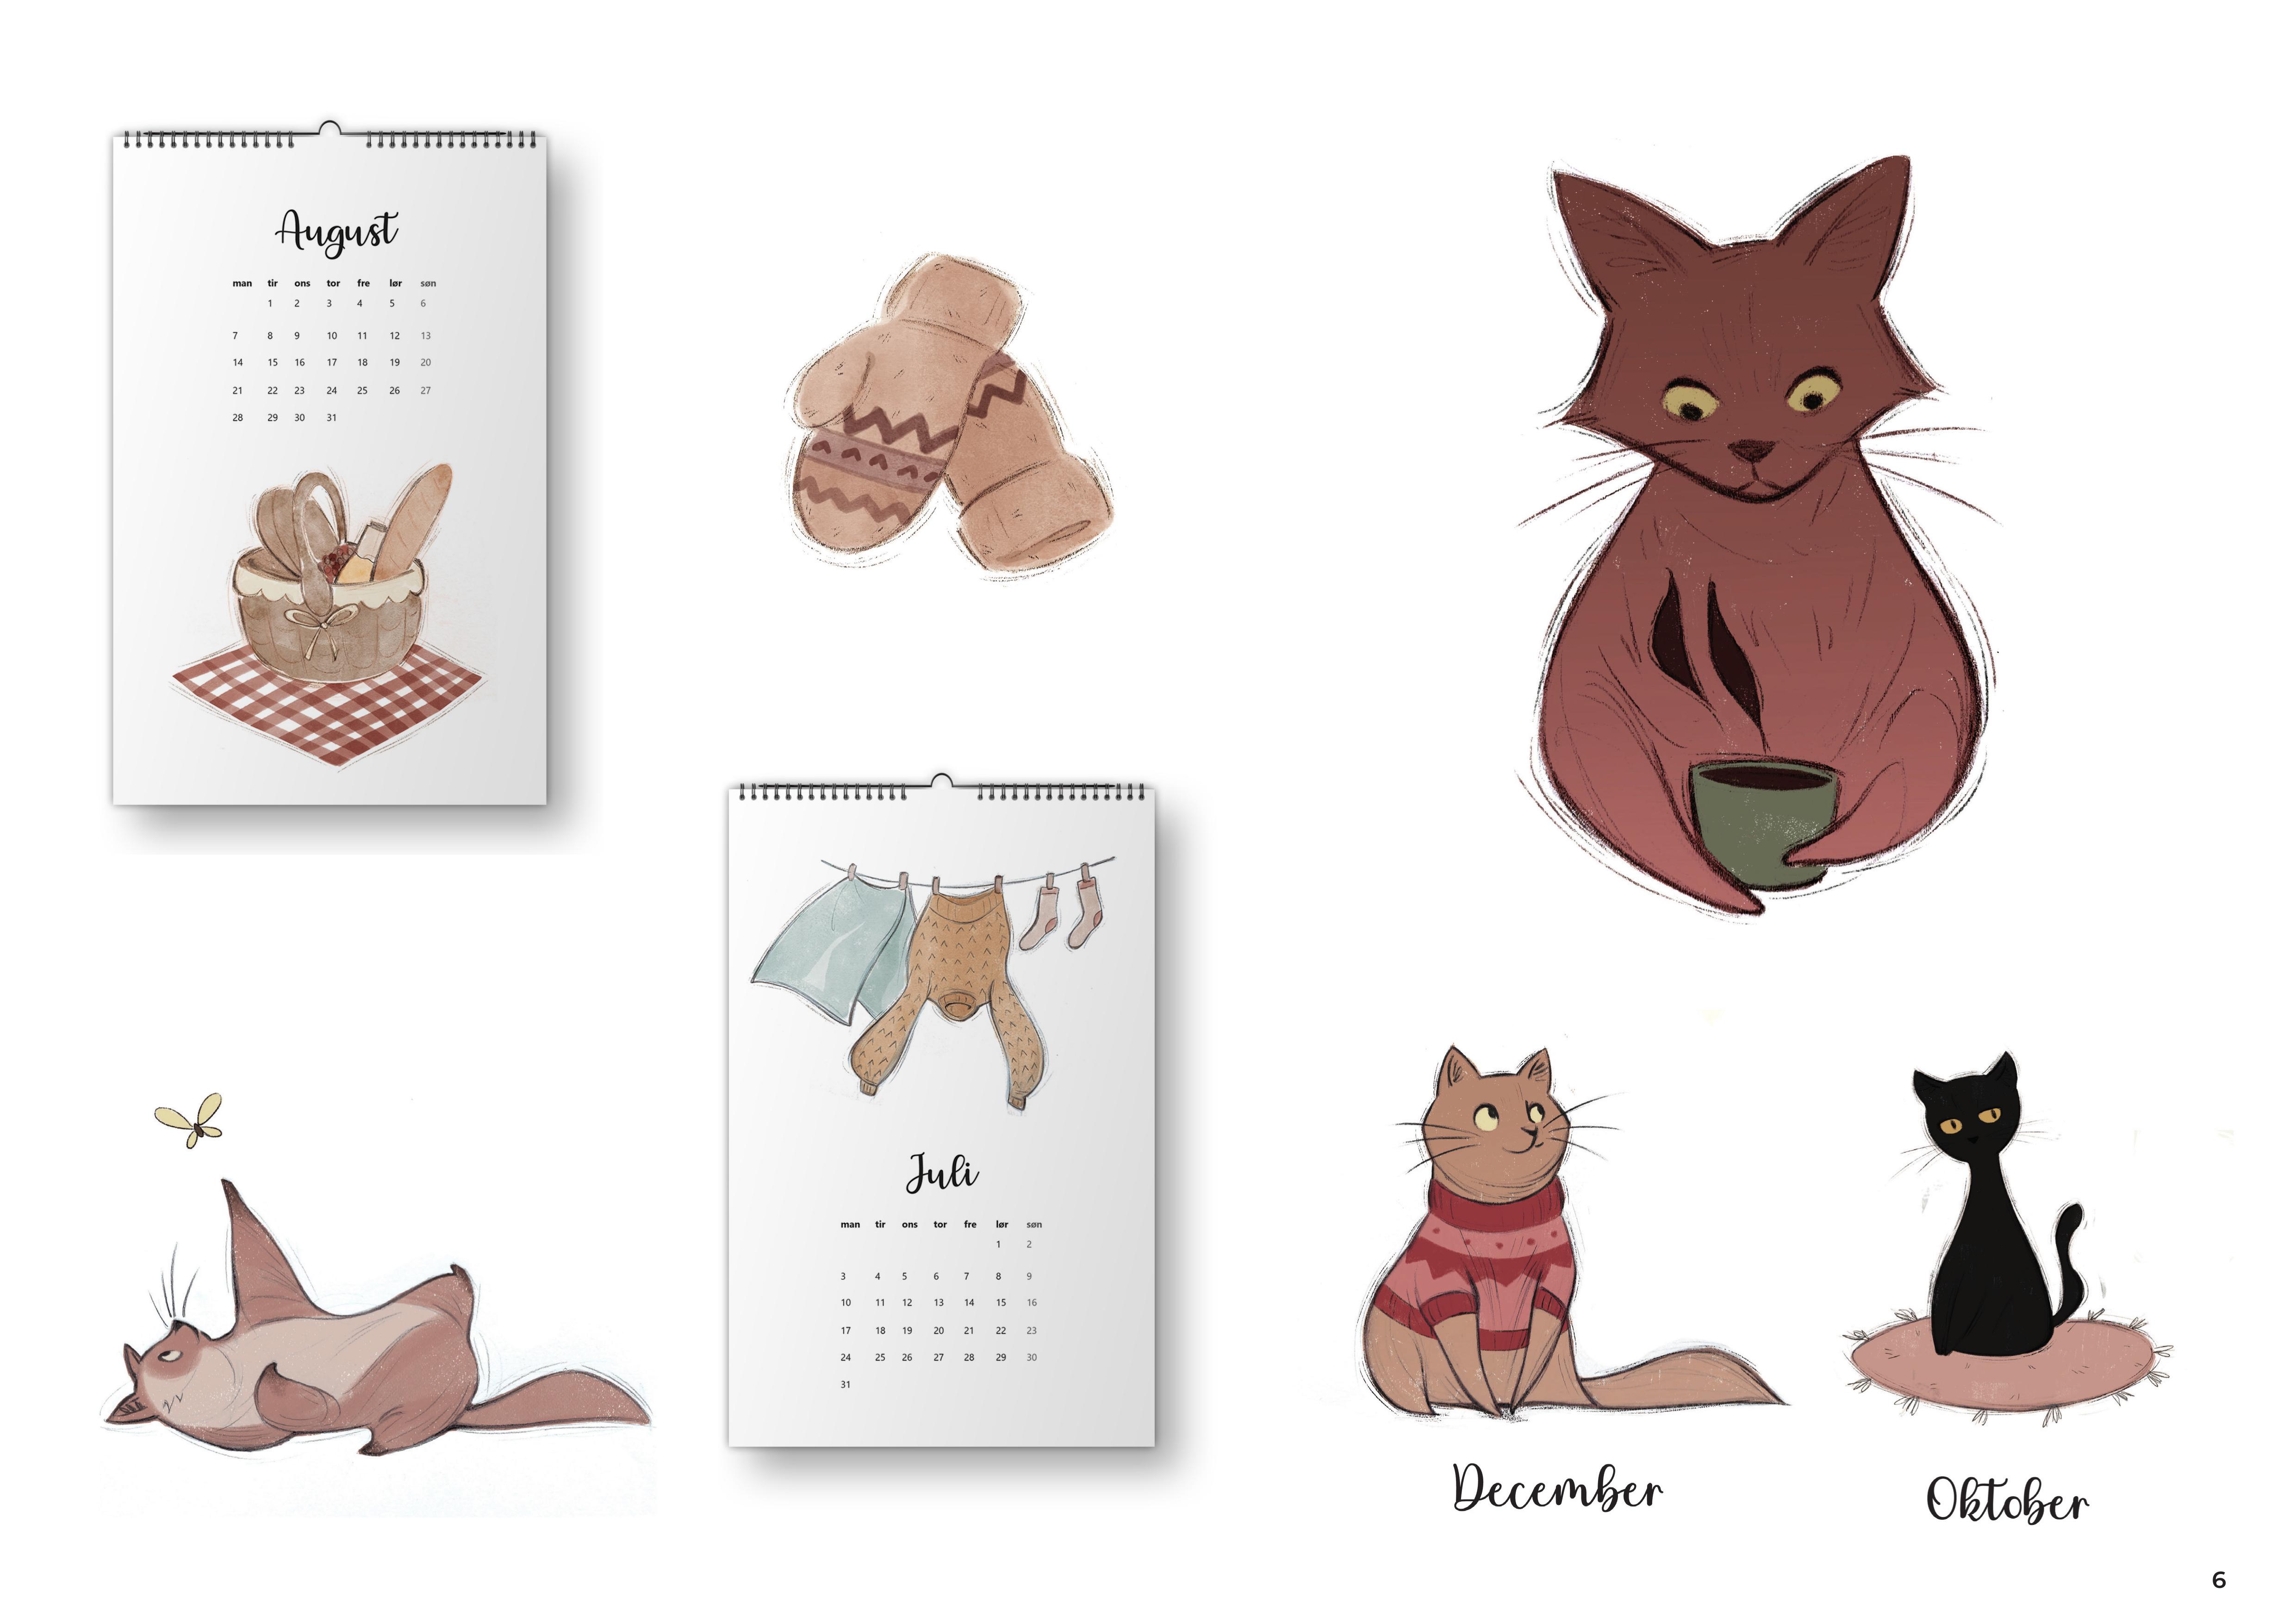 August
man tir ons tor fre lør søn
1 2 3 4 5 6
7 8 9 10 11 12 13
14 15 16 17 18 19 20
21 22 23 24 25 26 27
28 29 30 31
Juli
man tir ons tor fre lør søn
1 2
3 4 5 6 7 8 9
10 11 12 13 14 15 16
17 18 19 20 21 22 23
24 25 26 27 28 29 30
31
December
Oktober
6